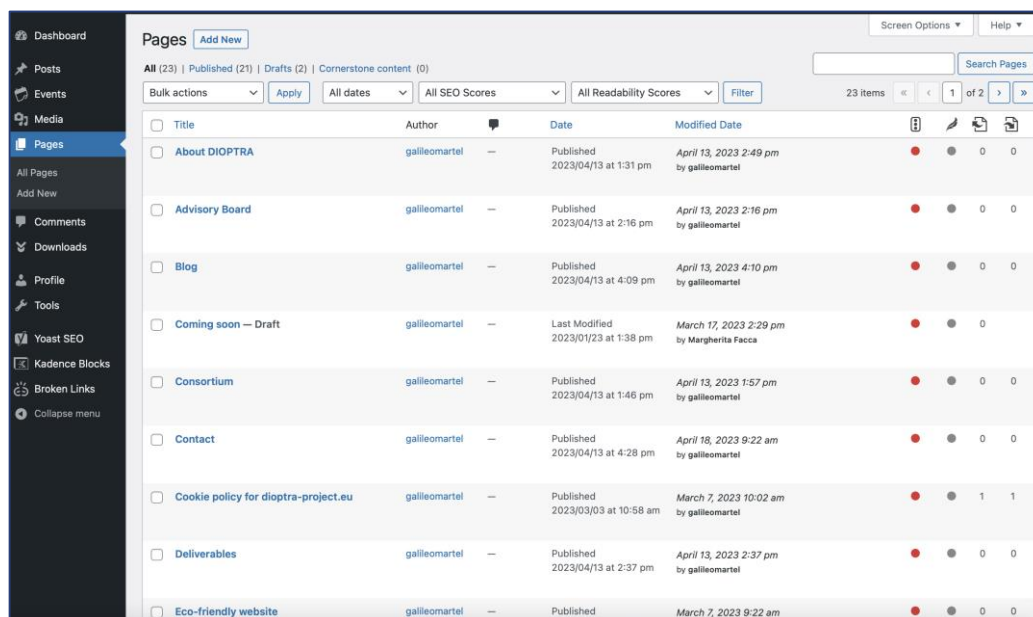 Dashboard
Posts
Events
Media
Pages
All Pages
Add New
Comments
Downloads
Profile
Tools
Yoast SEO
Kadence Blocks
Broken Links
Collapse menu
Screen Options ▼ Help ▼
Pages Add New
All (23) | Published (21) | Drafts (2) | Cornerstone content (0)
Search Pages
Bulk actions Apply All dates All SEO Scores All Readability Scores Filter 23 items « ‹ 1 of 2 › »
Title Author Date Modified Date
About DIOPTRA galileomartel — Published April 13, 2023 2:49 pm 0 0
2023/04/13 at 1:31 pm by galileomartel
Advisory Board galileomartel — Published April 13, 2023 2:16 pm 0 0
2023/04/13 at 2:16 pm by galileomartel
Blog galileomartel — Published April 13, 2023 4:10 pm 0 0
2023/04/13 at 4:09 pm by galileomartel
Coming soon — Draft galileomartel — Last Modified March 17, 2023 2:29 pm 0
2023/01/23 at 1:38 pm by Margherita Facca
Consortium galileomartel — Published April 13, 2023 1:57 pm 0 0
2023/04/13 at 1:46 pm by galileomartel
Contact galileomartel — Published April 18, 2023 9:22 am 0 0
2023/04/13 at 4:28 pm by galileomartel
Cookie policy for dioptra-project.eu galileomartel — Published March 7, 2023 10:02 am 1 1
2023/03/03 at 10:58 am by galileomartel
Deliverables galileomartel — Published April 13, 2023 2:37 pm 0 0
2023/04/13 at 2:37 pm by galileomartel
Eco-friendly website galileomartel — Published March 7, 2023 9:22 am 0 0